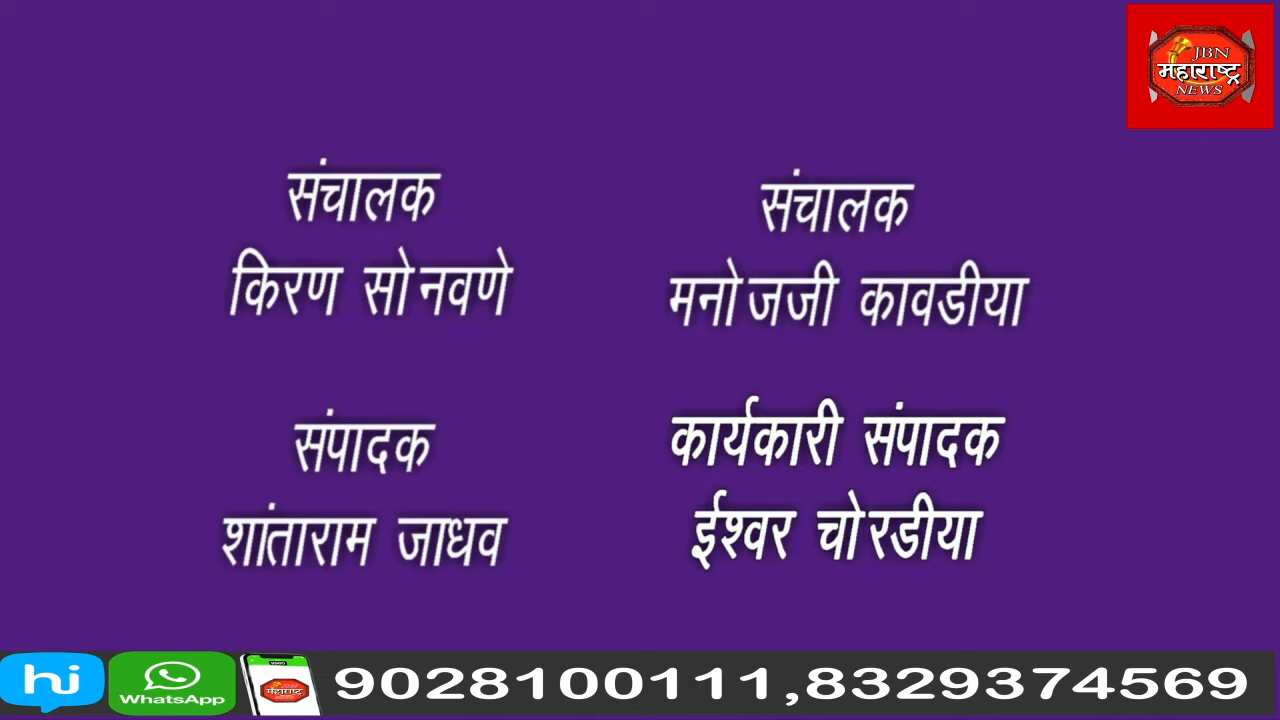 JBN
महाराष्ट्र
NEWS
संचालक
किरण सोनवणे
संचालक
मनोजजी कावडीया
संपादक
शांताराम जाधव
कार्यकारी संपादक
ईश्वर चोरडीया
hi
WhatsApp
महाराष्ट्र
9028100111,8329374569